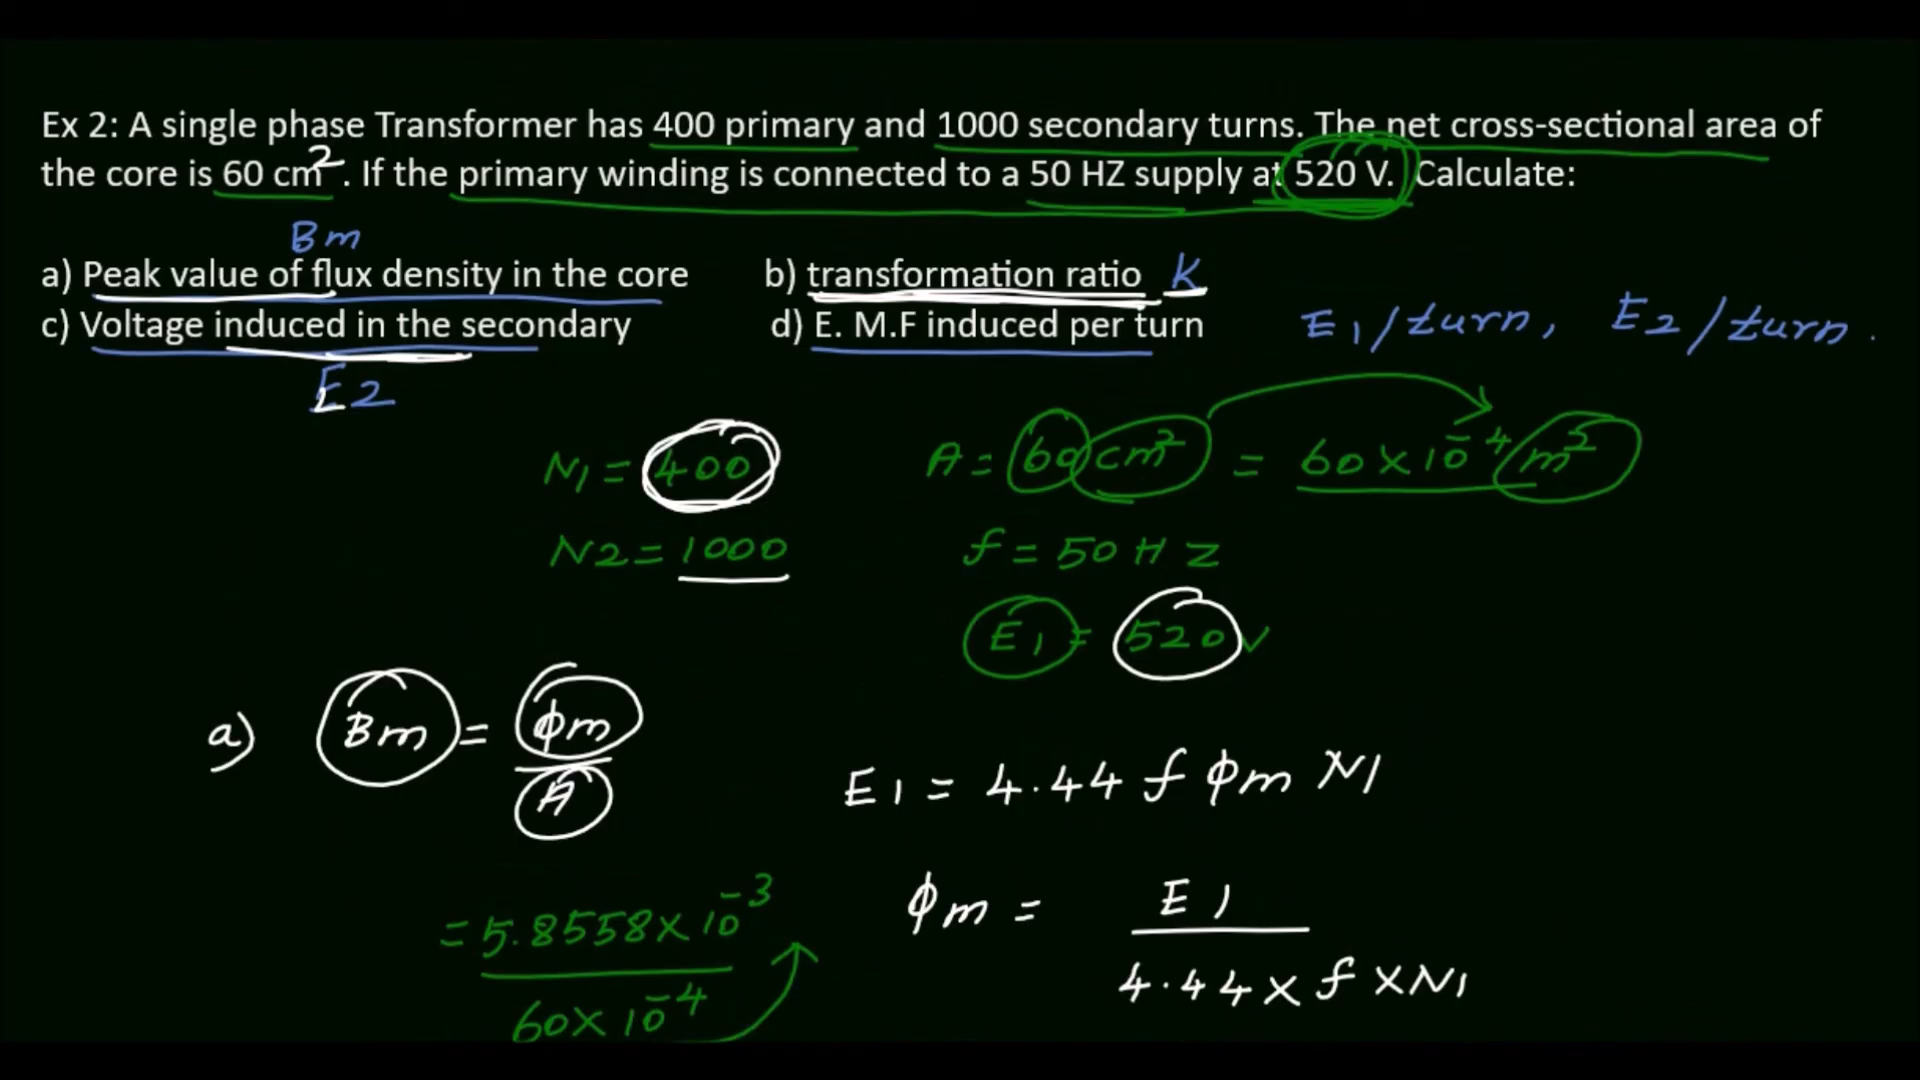 Ex 2: A single phase Transformer has 400 primary and 1000 secondary turns. The net cross-sectional area of
the core is 60 cm². If the primary winding is connected to a 50 HZ supply at 520 V. Calculate:
Bm
a) Peak value of flux density in the core b) transformation ratio K
c) Voltage induced in the secondary d) E. M.F induced per turn E1/turn, E2/turn.
E2
N1 = 400 A = 60 cm² = 60 × 10⁻⁴ m²
N2 = 1000 f = 50 HZ
E1 = 520 V
a) Bm = ϕm / A
E1 = 4.44 f ϕm N1
ϕm = E1 / 4.44 × f × N1
= 5.8558 × 10⁻³ / 60 × 10⁻⁴